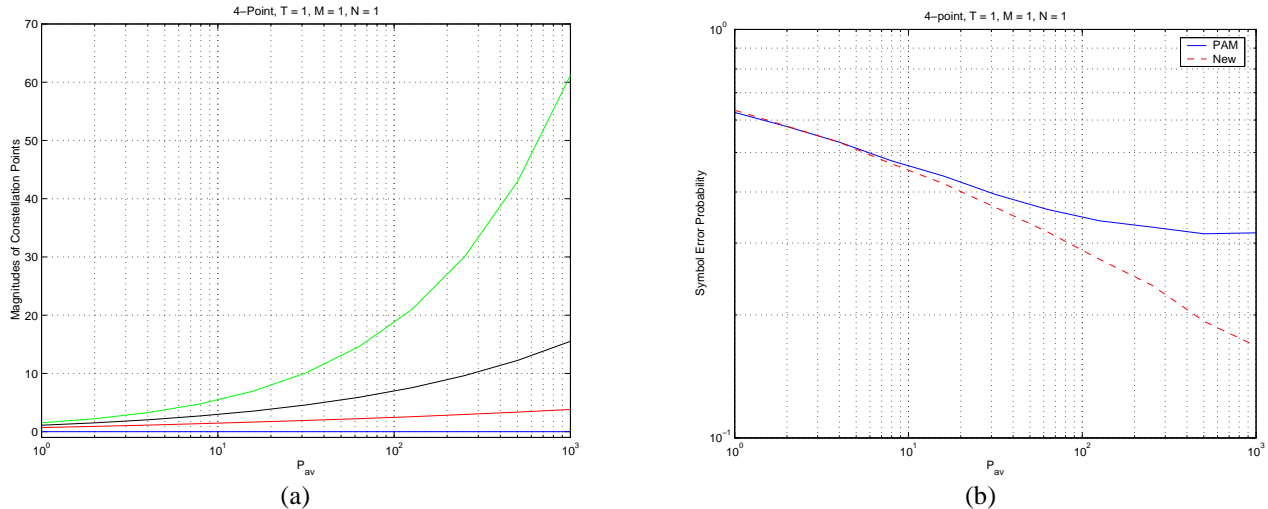 4−Point, T = 1, M = 1, N = 1
Magnitudes of Constellation Points
70
60
50
40
30
20
10
0
10^0
10^1
10^2
10^3
P_av
(a)
4−point, T = 1, M = 1, N = 1
Symbol Error Probability
10^0
10^−1
PAM
New
10^0
10^1
10^2
10^3
P_av
(b)